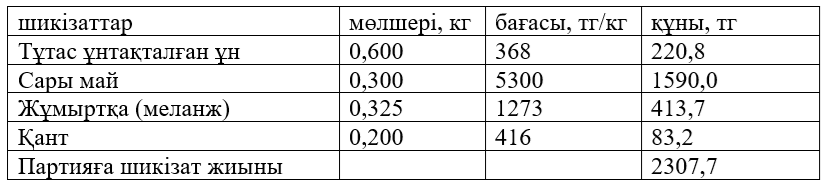 шикізаттар мөлшері, кг бағасы, тг/кг құны, тг
Тұтас ұнтақталған ұн 0,600 368 220,8
Сары май 0,300 5300 1590,0
Жұмыртқа (меланж) 0,325 1273 413,7
Қант 0,200 416 83,2
Партияға шикізат жиыны 2307,7